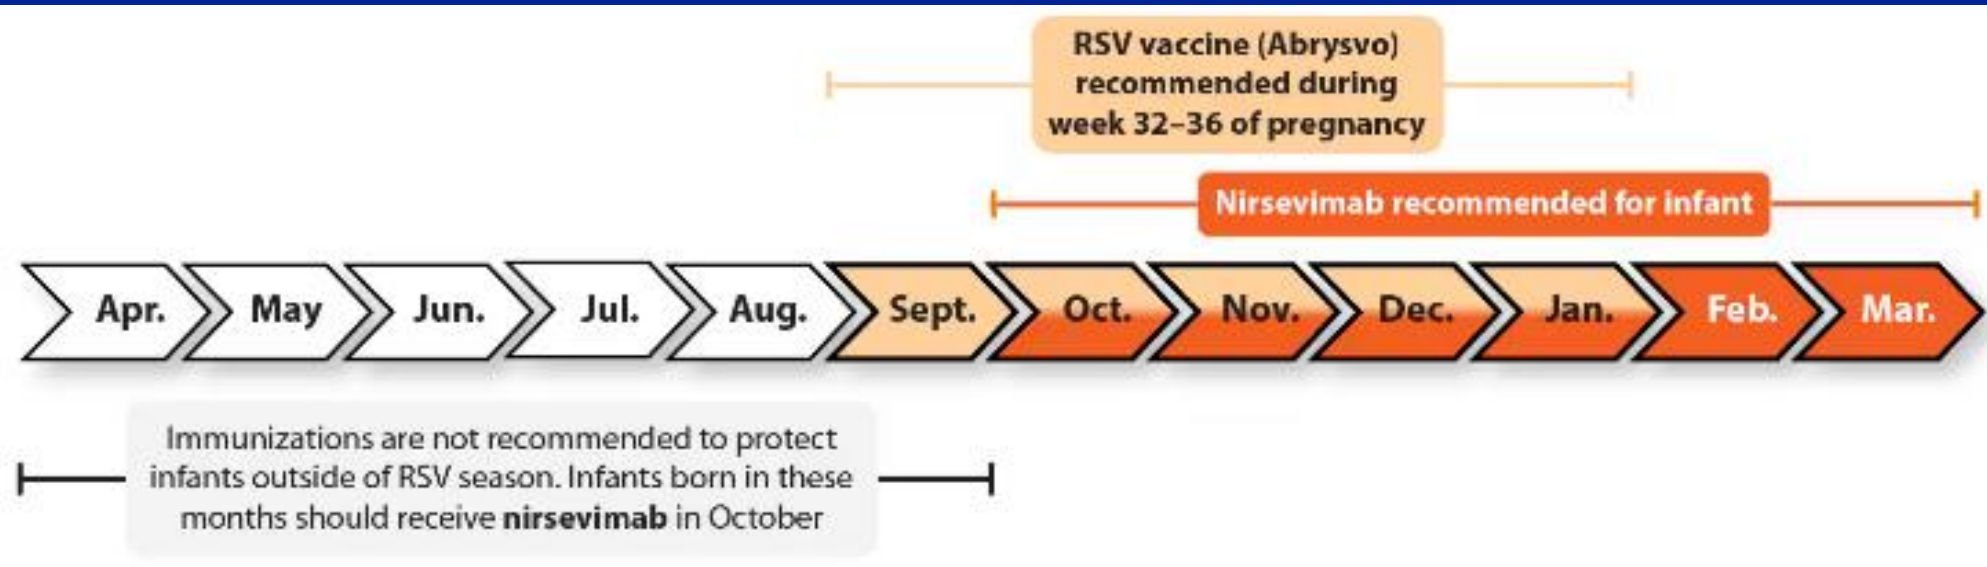 RSV vaccine (Abrysvo)
recommended during
week 32–36 of pregnancy
Nirsevimab recommended for infant
Apr.
May
Jun.
Jul.
Aug.
Sept.
Oct.
Nov.
Dec.
Jan.
Feb.
Mar.
Immunizations are not recommended to protect
infants outside of RSV season. Infants born in these
months should receive nirsevimab in October